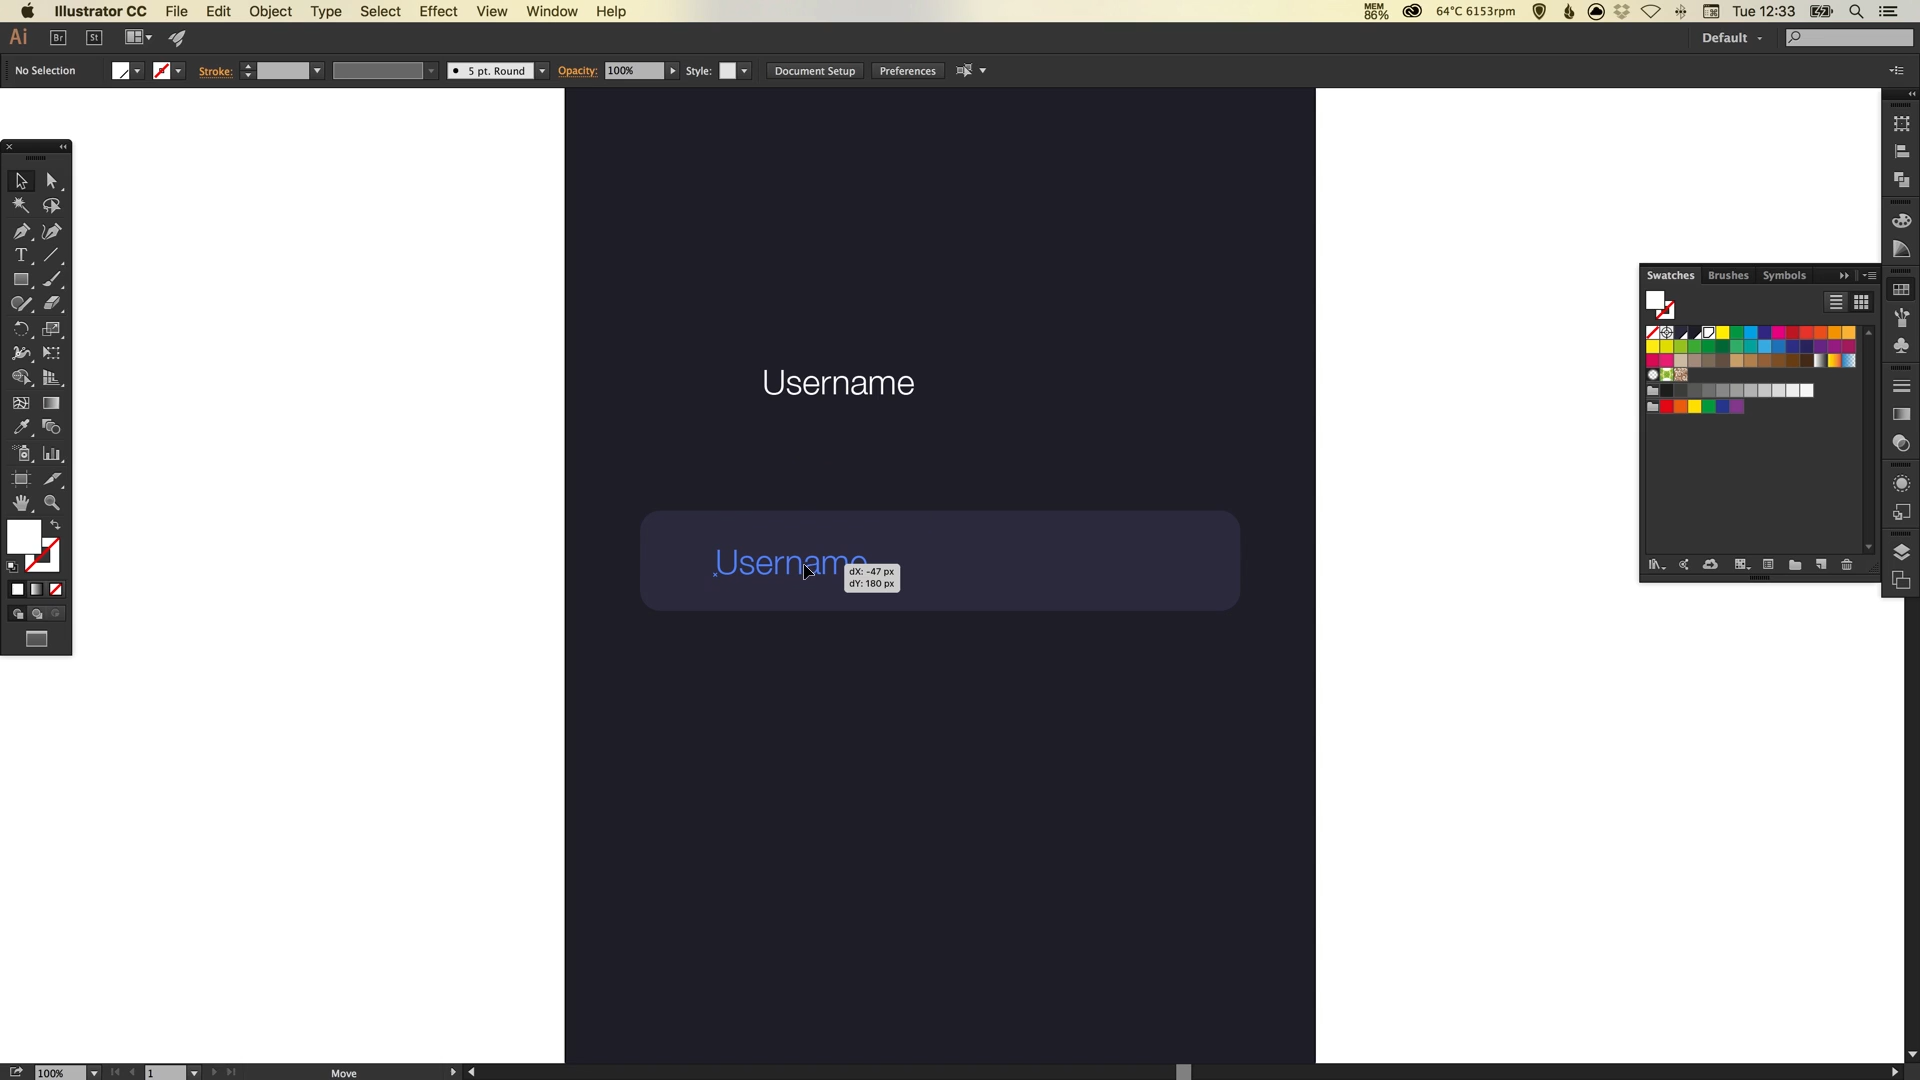 Illustrator CC File Edit Object Type Select Effect View Window Help
MEM 86% 64°C 6153rpm Tue 12:33
Ai Br St Default
No Selection Stroke: 5 pt. Round Opacity: 100% Style: Document Setup Preferences
Swatches Brushes Symbols
Username
Username
dX: -47 px
dY: 180 px
100% 1 Move